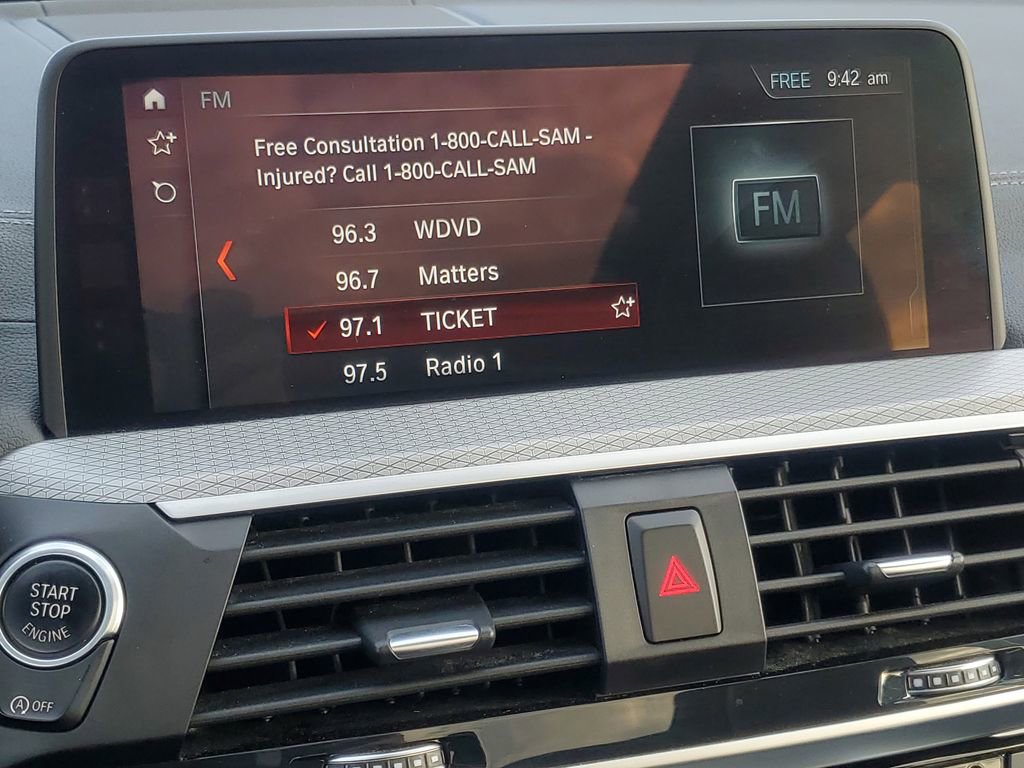 FM
FREE 9:42 am
Free Consultation 1-800-CALL-SAM -
Injured? Call 1-800-CALL-SAM
FM
96.3 WDVD
96.7 Matters
97.1 TICKET
97.5 Radio 1
START
STOP
ENGINE
A OFF